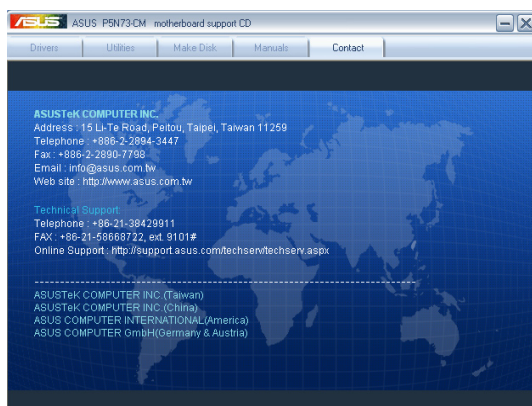 ASUS P5N73-CM motherboard support CD
Drivers Utilities Make Disk Manuals Contact
ASUSTeK COMPUTER INC.
Address : 15 Li-Te Road, Peitou, Taipei, Taiwan 11259
Telephone : +886-2-2894-3447
Fax : +886-2-2890-7798
Email : info@asus.com.tw
Web site : http://www.asus.com.tw
Technical Support:
Telephone : +86-21-38429911
FAX : +86-21-58668722, ext. 9101#
Online Support : http://support.asus.com/techserv/techserv.aspx
ASUSTeK COMPUTER INC.(Taiwan)
ASUSTeK COMPUTER INC.(China)
ASUS COMPUTER INTERNATIONAL(America)
ASUS COMPUTER GmbH(Germany & Austria)